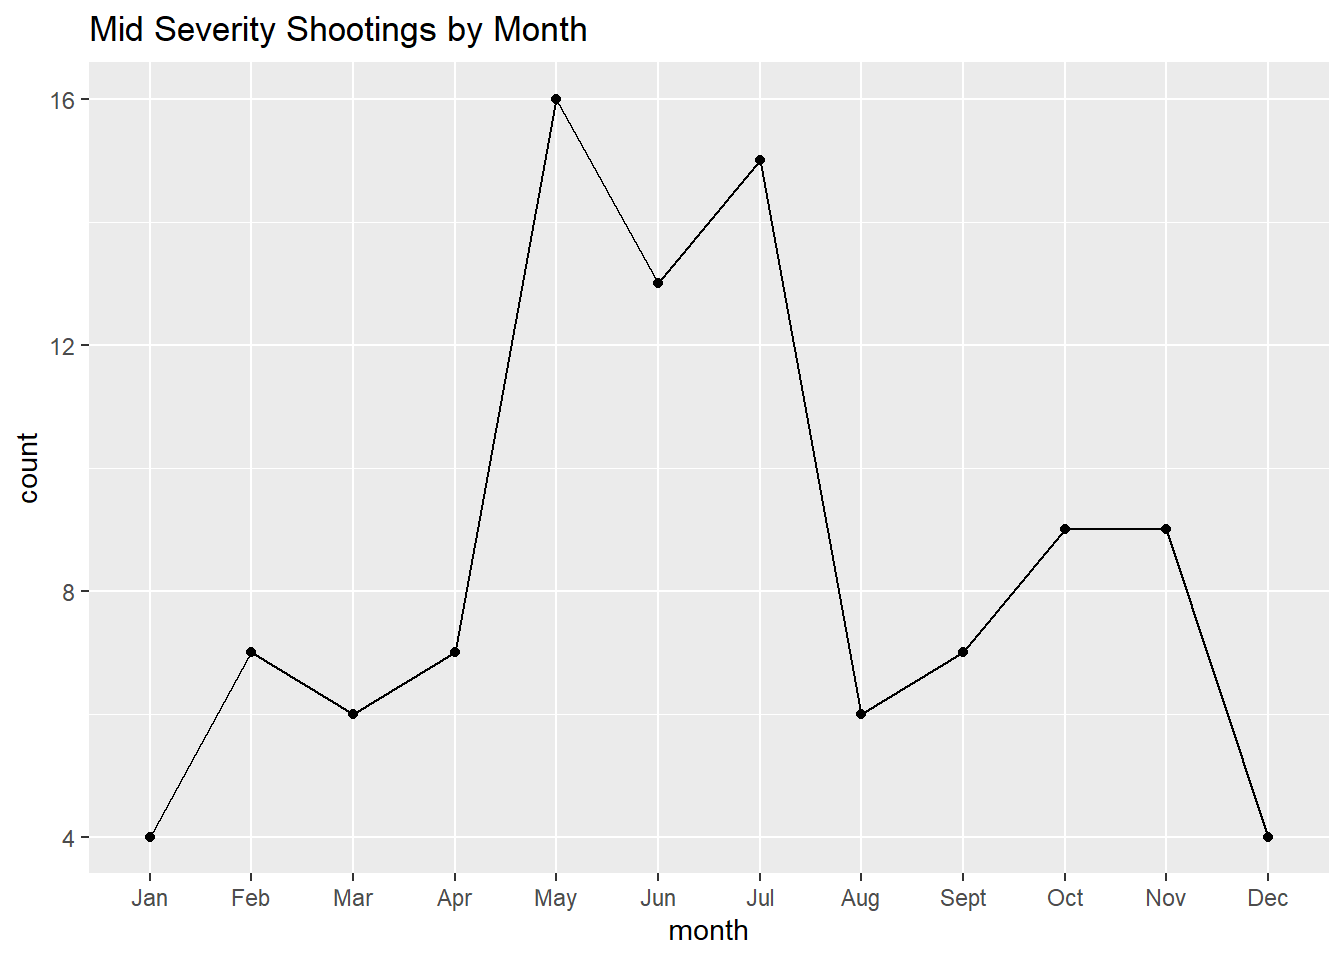 Mid Severity Shootings by Month
16
12
8
4
count
Jan Feb Mar Apr May Jun Jul Aug Sept Oct Nov Dec
month